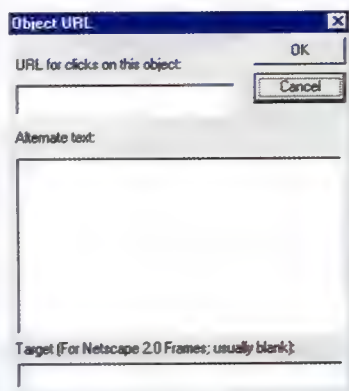 Object URL
OK
URL for clicks on this object:
Cancel
Alternate text:
Target (For Netscape 2.0 Frames; usually blank):